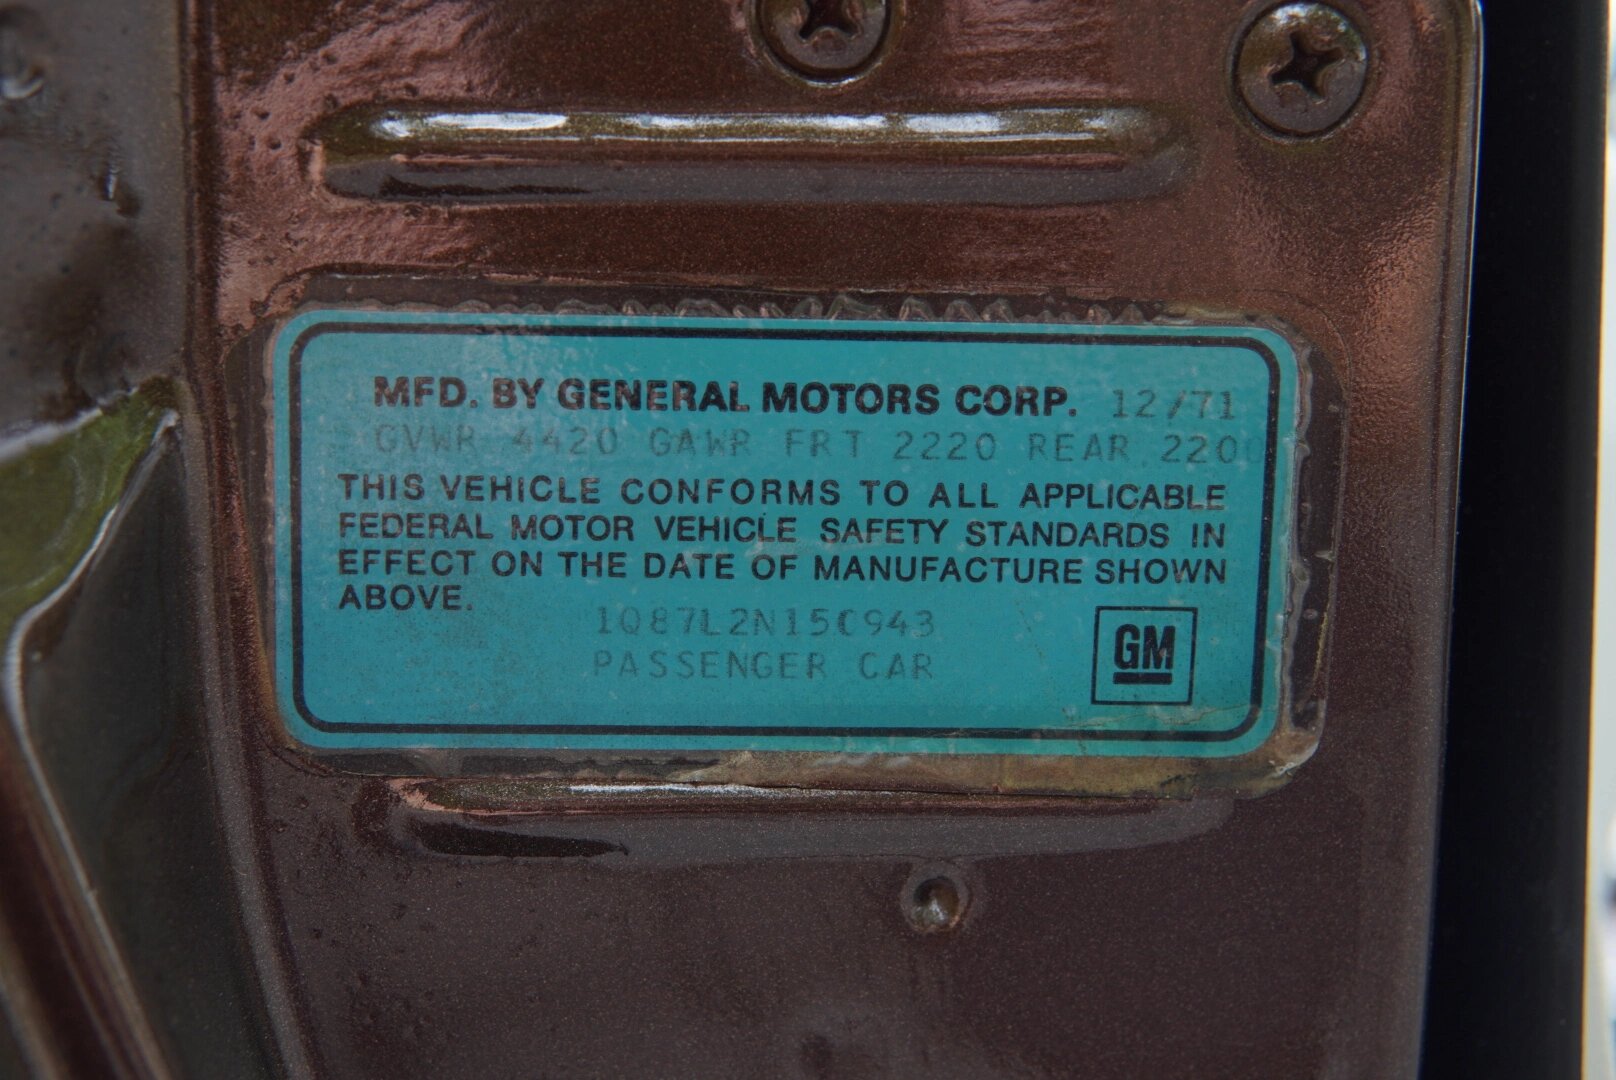 MFD. BY GENERAL MOTORS CORP. 12/71
GVWR 4420 GAWR FRT 2220 REAR 2200
THIS VEHICLE CONFORMS TO ALL APPLICABLE
FEDERAL MOTOR VEHICLE SAFETY STANDARDS IN
EFFECT ON THE DATE OF MANUFACTURE SHOWN
ABOVE.
1Q87L2N15C943
PASSENGER CAR
GM